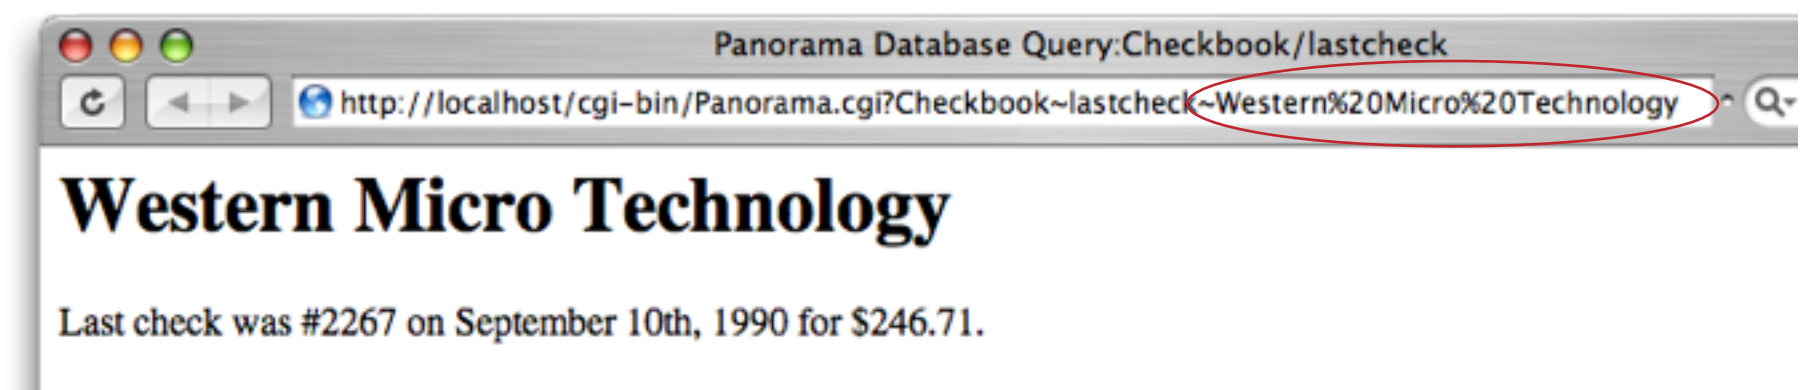 Panorama Database Query:Checkbook/lastcheck
http://localhost/cgi-bin/Panorama.cgi?Checkbook~lastcheck~Western%20Micro%20Technology
Western Micro Technology
Last check was #2267 on September 10th, 1990 for $246.71.